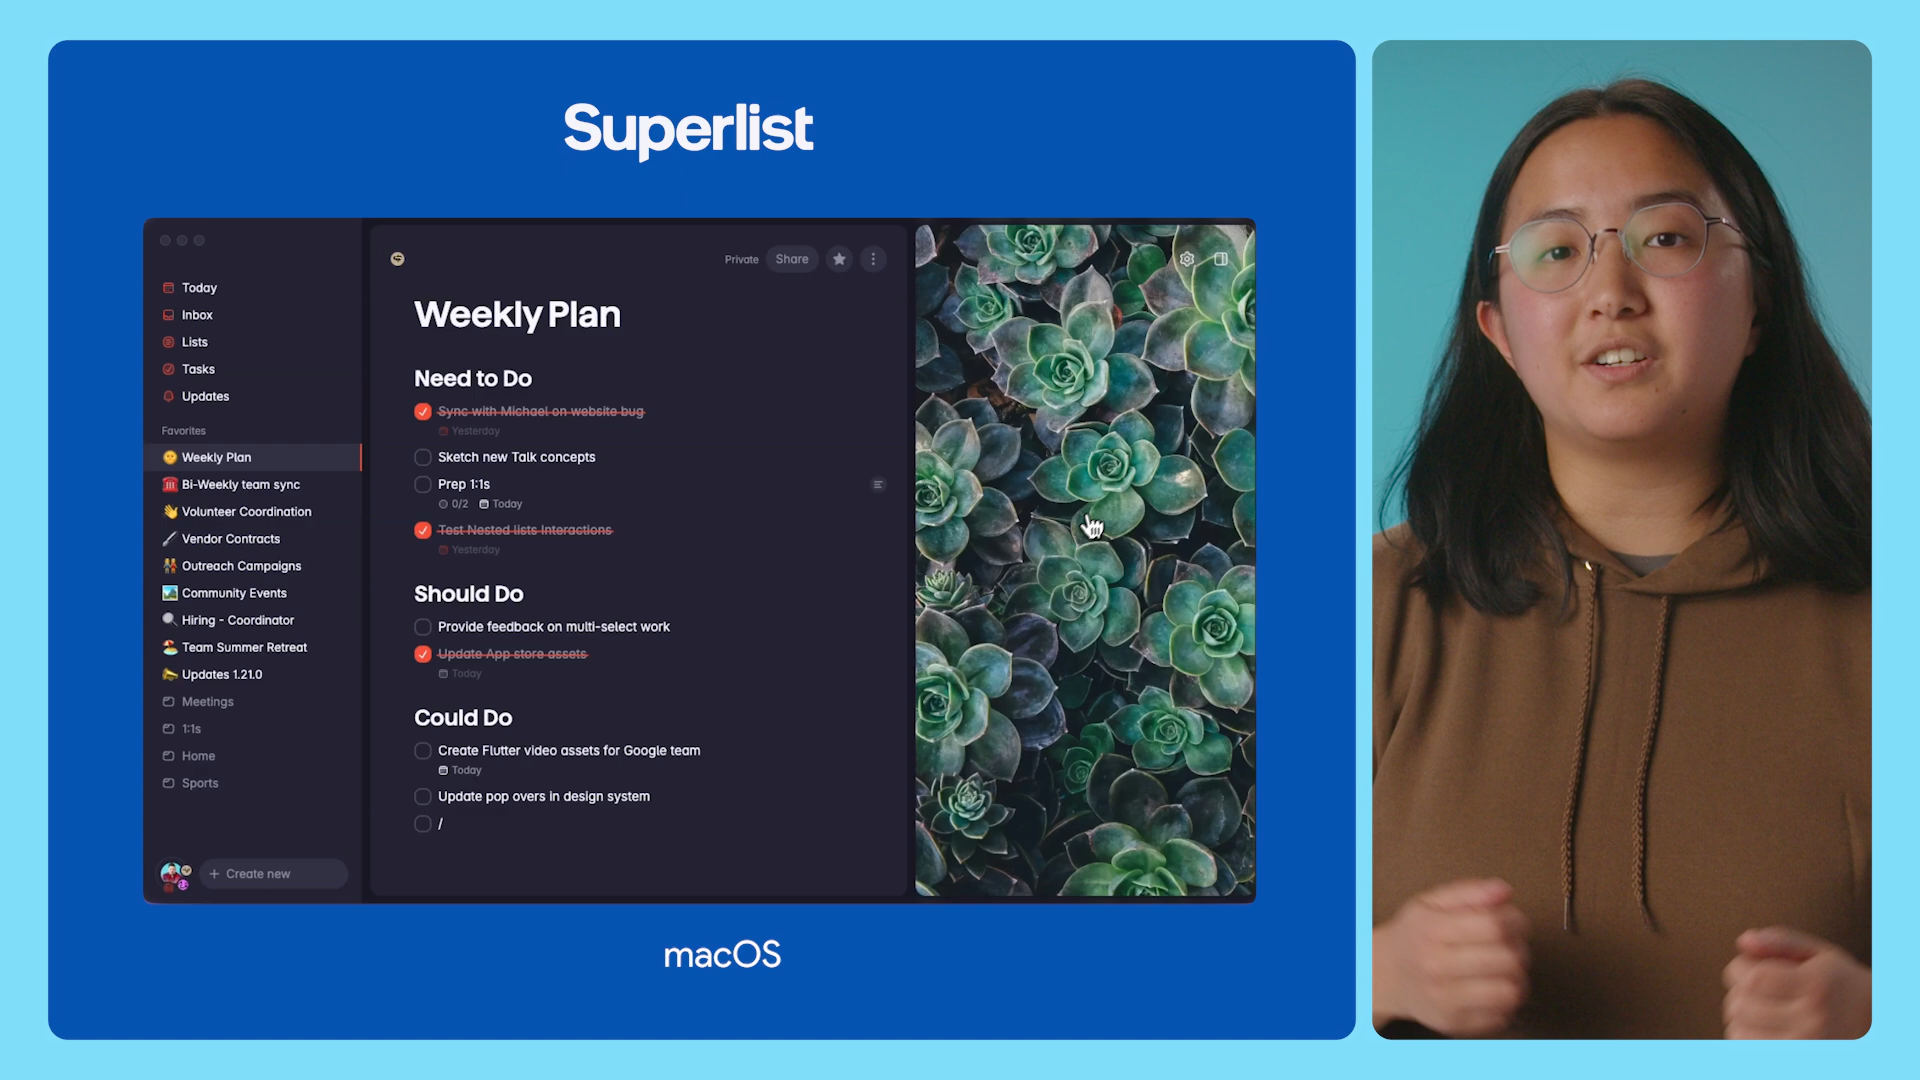 Superlist
Today
Inbox
Lists
Tasks
Updates
Favorites
Weekly Plan
Bi-Weekly team sync
Volunteer Coordination
Vendor Contracts
Outreach Campaigns
Community Events
Hiring - Coordinator
Team Summer Retreat
Updates 1.21.0
Meetings
1:1s
Home
Sports
+ Create new
Private Share
Weekly Plan
Need to Do
Sync with Michael on website bug
Yesterday
Sketch new Talk concepts
Prep 1:1s
0/2 Today
Test Nested lists Interactions
Yesterday
Should Do
Provide feedback on multi-select work
Update App store assets
Today
Could Do
Create Flutter video assets for Google team
Today
Update pop overs in design system
/
macOS